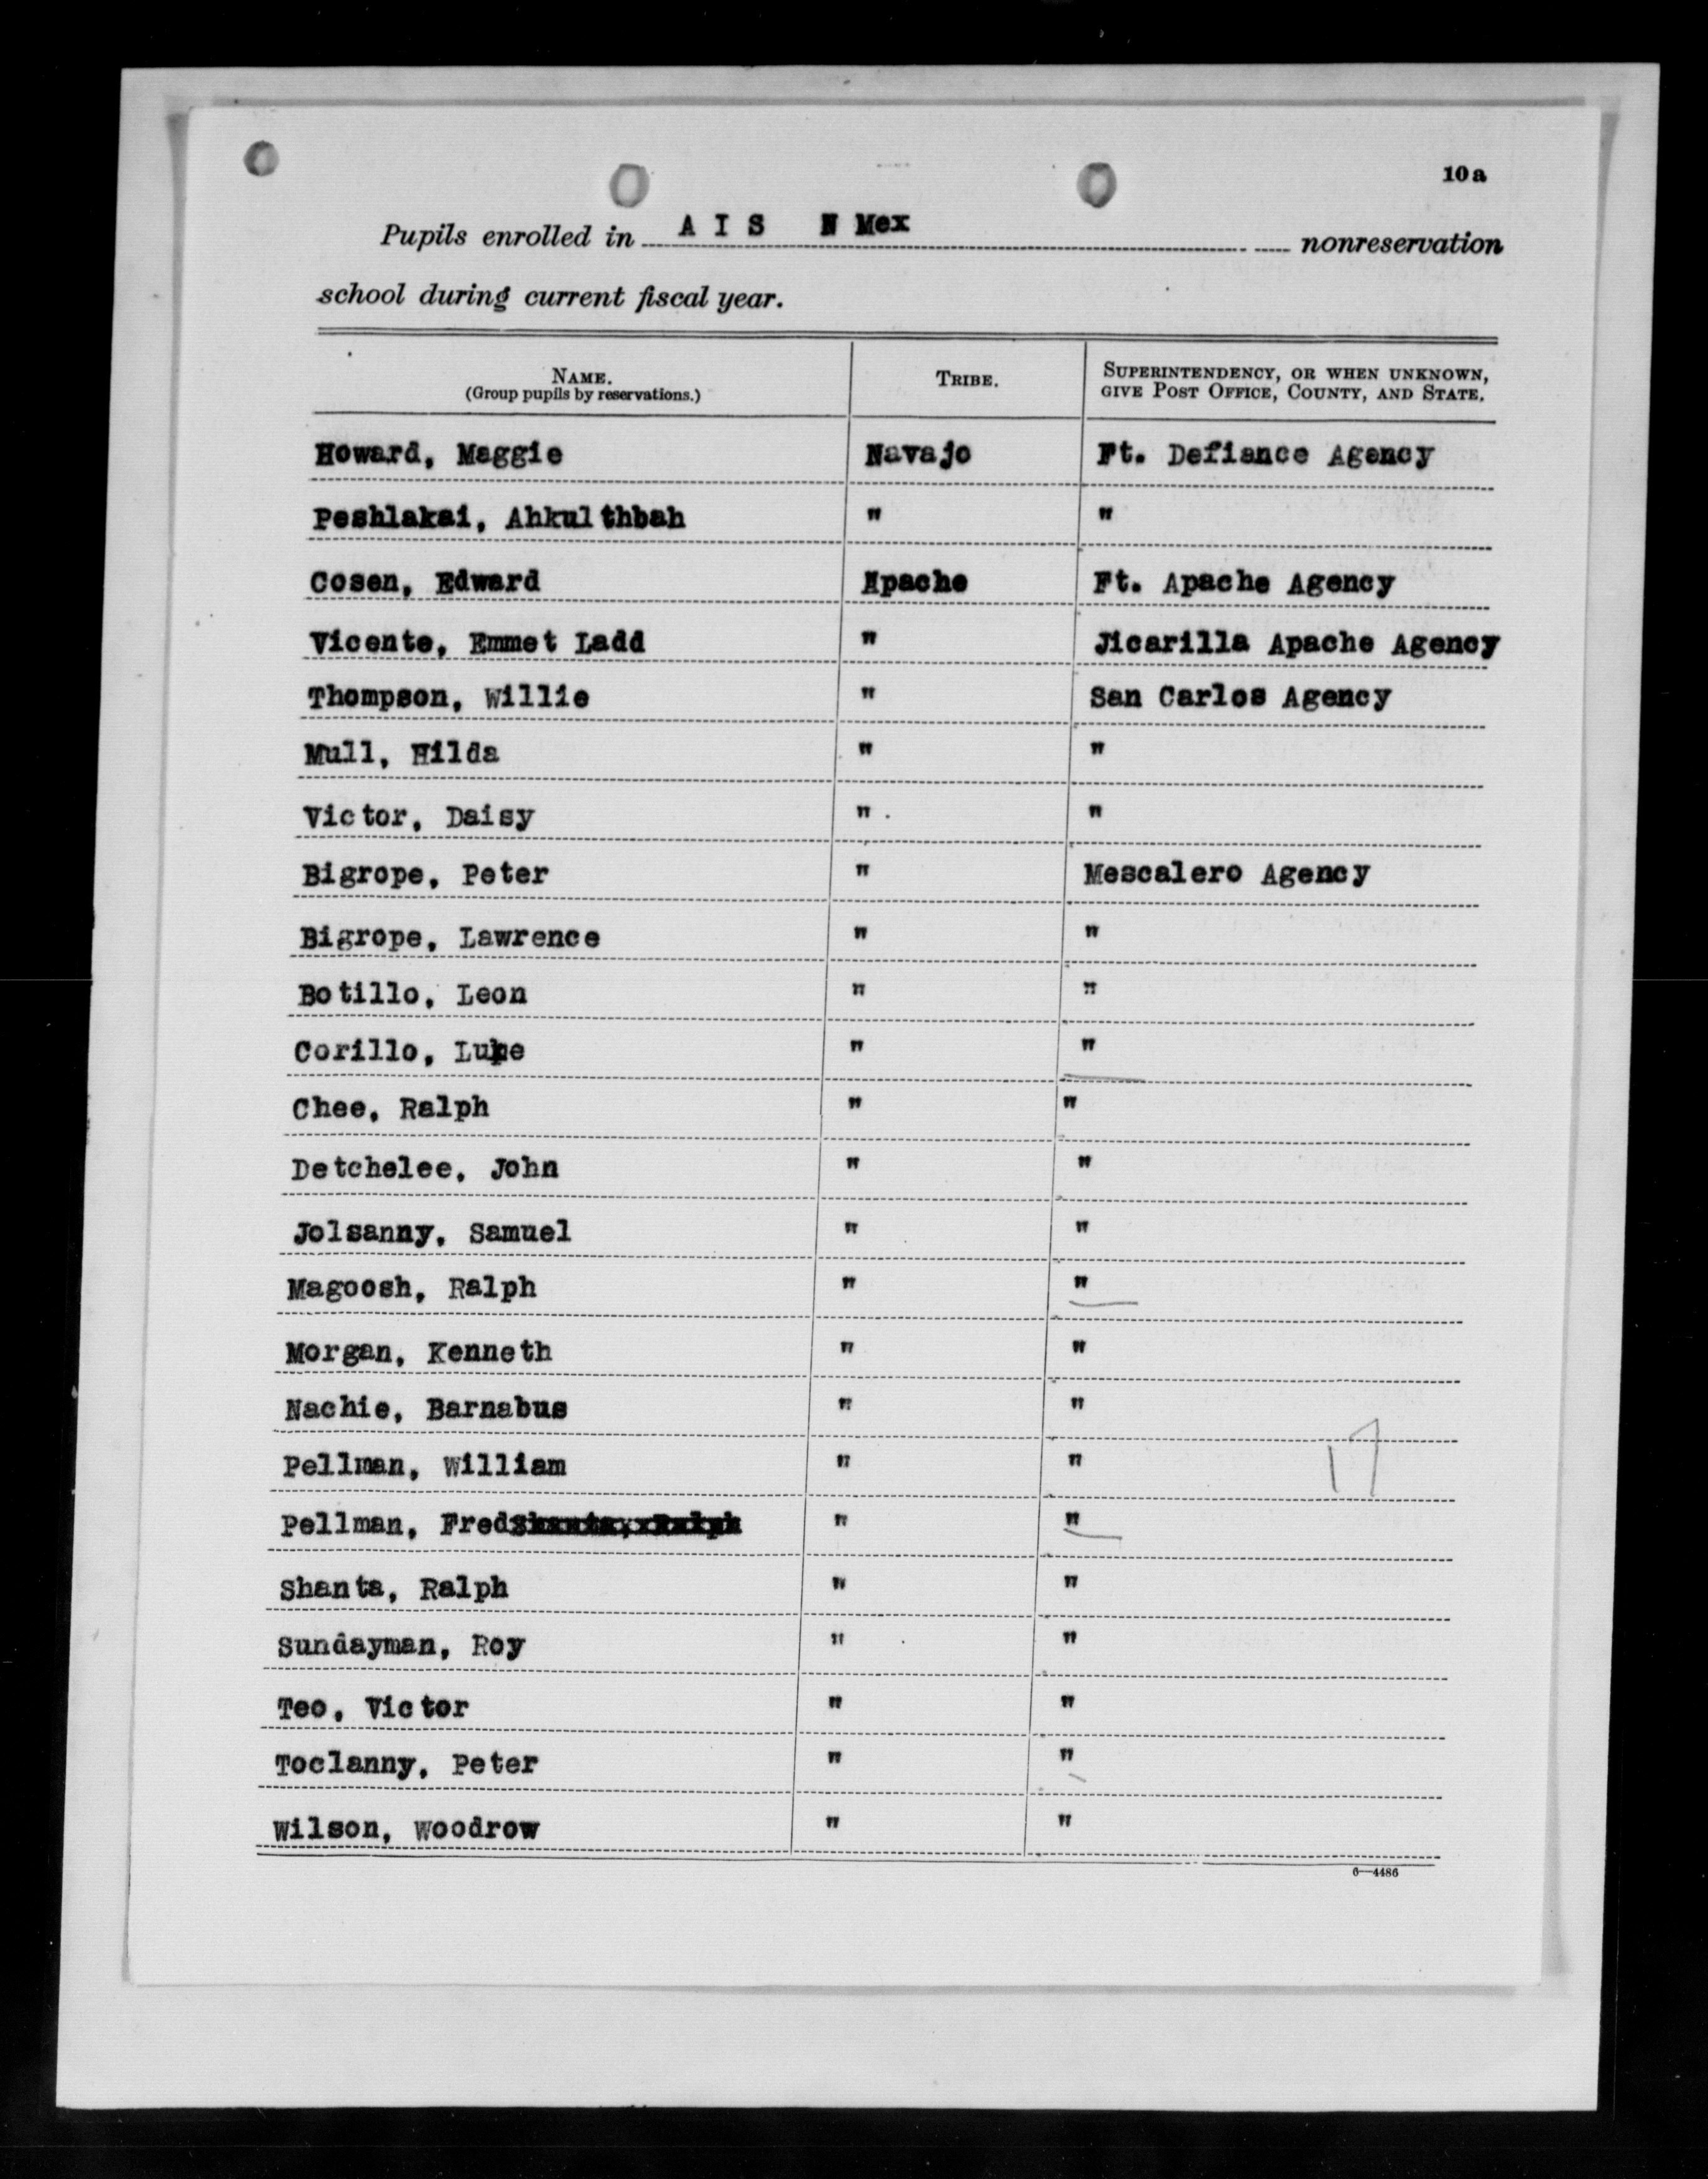 10a
Pupils enrolled in A I S N Mex nonreservation
school during current fiscal year.
NAME.
(Group pupils by reservations.)
TRIBE.
SUPERINTENDENCY, OR WHEN UNKNOWN,
GIVE POST OFFICE, COUNTY, AND STATE.
Howard, Maggie Navajo Ft. Defiance Agency
Peshlakai, Ahkulthbah " "
Cosen, Edward Apache Ft. Apache Agency
Vicente, Emmet Ladd " Jicarilla Apache Agency
Thompson, Willie " San Carlos Agency
Mull, Hilda " "
Victor, Daisy " "
Bigrope, Peter " Mescalero Agency
Bigrope, Lawrence " "
Botillo, Leon " "
Corillo, Luke " "
Chee, Ralph " "
Detchelee, John " "
Jolsanny, Samuel " "
Magoosh, Ralph " "
Morgan, Kenneth " "
Nachie, Barnabus " "
Pellman, William " " 17
Pellman, Fred " "
Shanta, Ralph " "
Sundayman, Roy " "
Teo, Victor " "
Toclanny, Peter " "
Wilson, Woodrow " "
6—4486